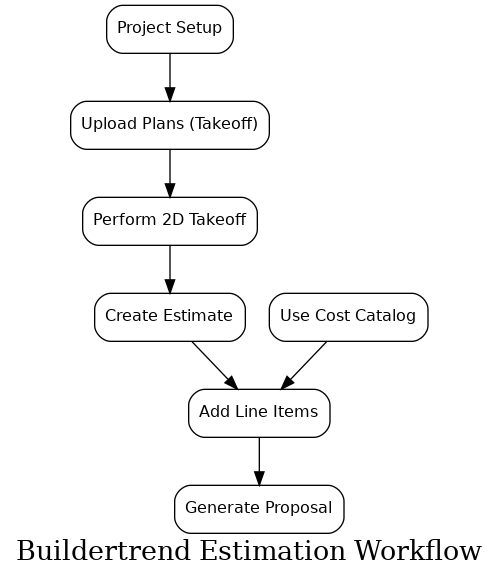 Project Setup
Upload Plans (Takeoff)
Perform 2D Takeoff
Create Estimate
Use Cost Catalog
Add Line Items
Generate Proposal
Buildertrend Estimation Workflow